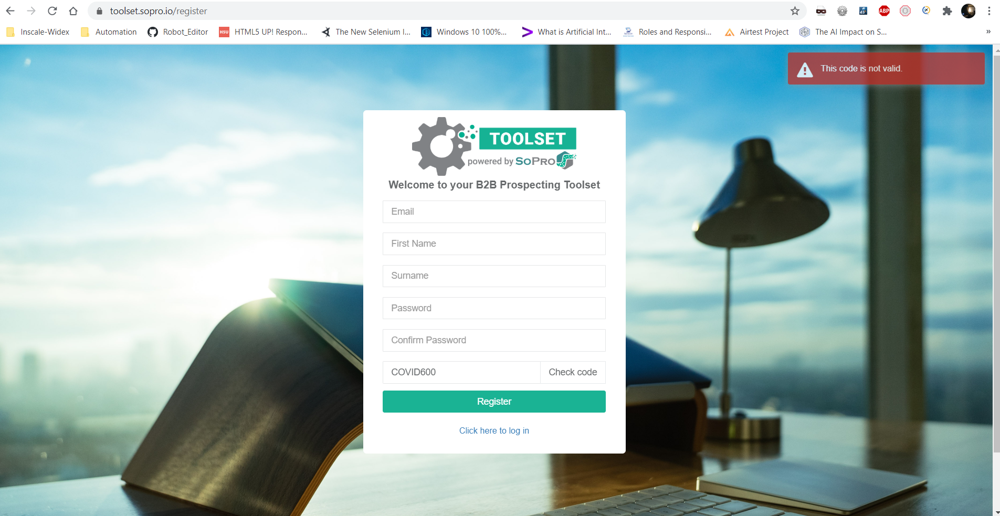 toolset.sopro.io/register
Inscale-Widex
Automation
Robot_Editor
HTML5 UP! Respon...
The New Selenium I...
Windows 10 100%...
What is Artificial Int...
Roles and Responsi...
Airtest Project
The AI Impact on S...
»
ABP
HSU
d3
This code is not valid.
TOOLSET
powered by SoPro
Welcome to your B2B Prospecting Toolset
Email
First Name
Surname
Password
Confirm Password
COVID600
Check code
Register
Click here to log in